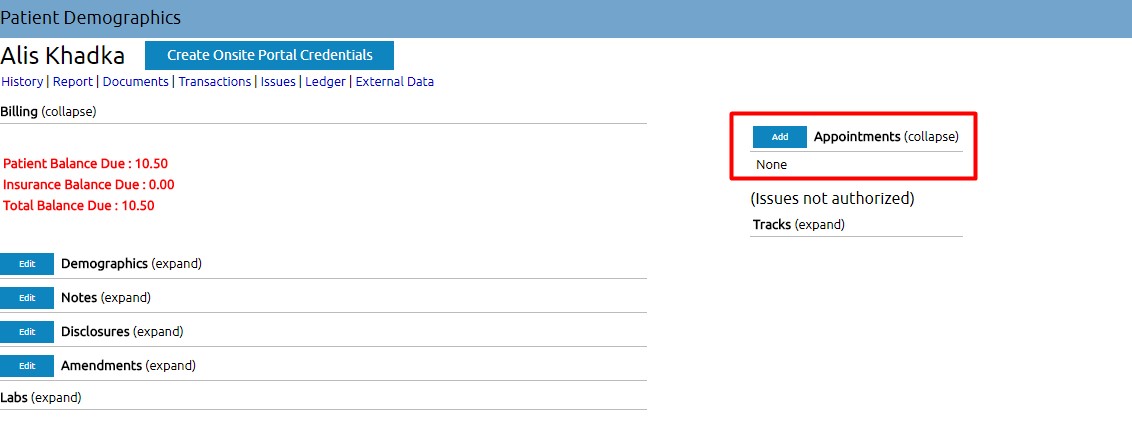 Patient Demographics
Alis Khadka Create Onsite Portal Credentials
History | Report | Documents | Transactions | Issues | Ledger | External Data
Billing (collapse)
Patient Balance Due : 10.50
Insurance Balance Due : 0.00
Total Balance Due : 10.50
Edit Demographics (expand)
Edit Notes (expand)
Edit Disclosures (expand)
Edit Amendments (expand)
Labs (expand)
Add Appointments (collapse)
None
(Issues not authorized)
Tracks (expand)